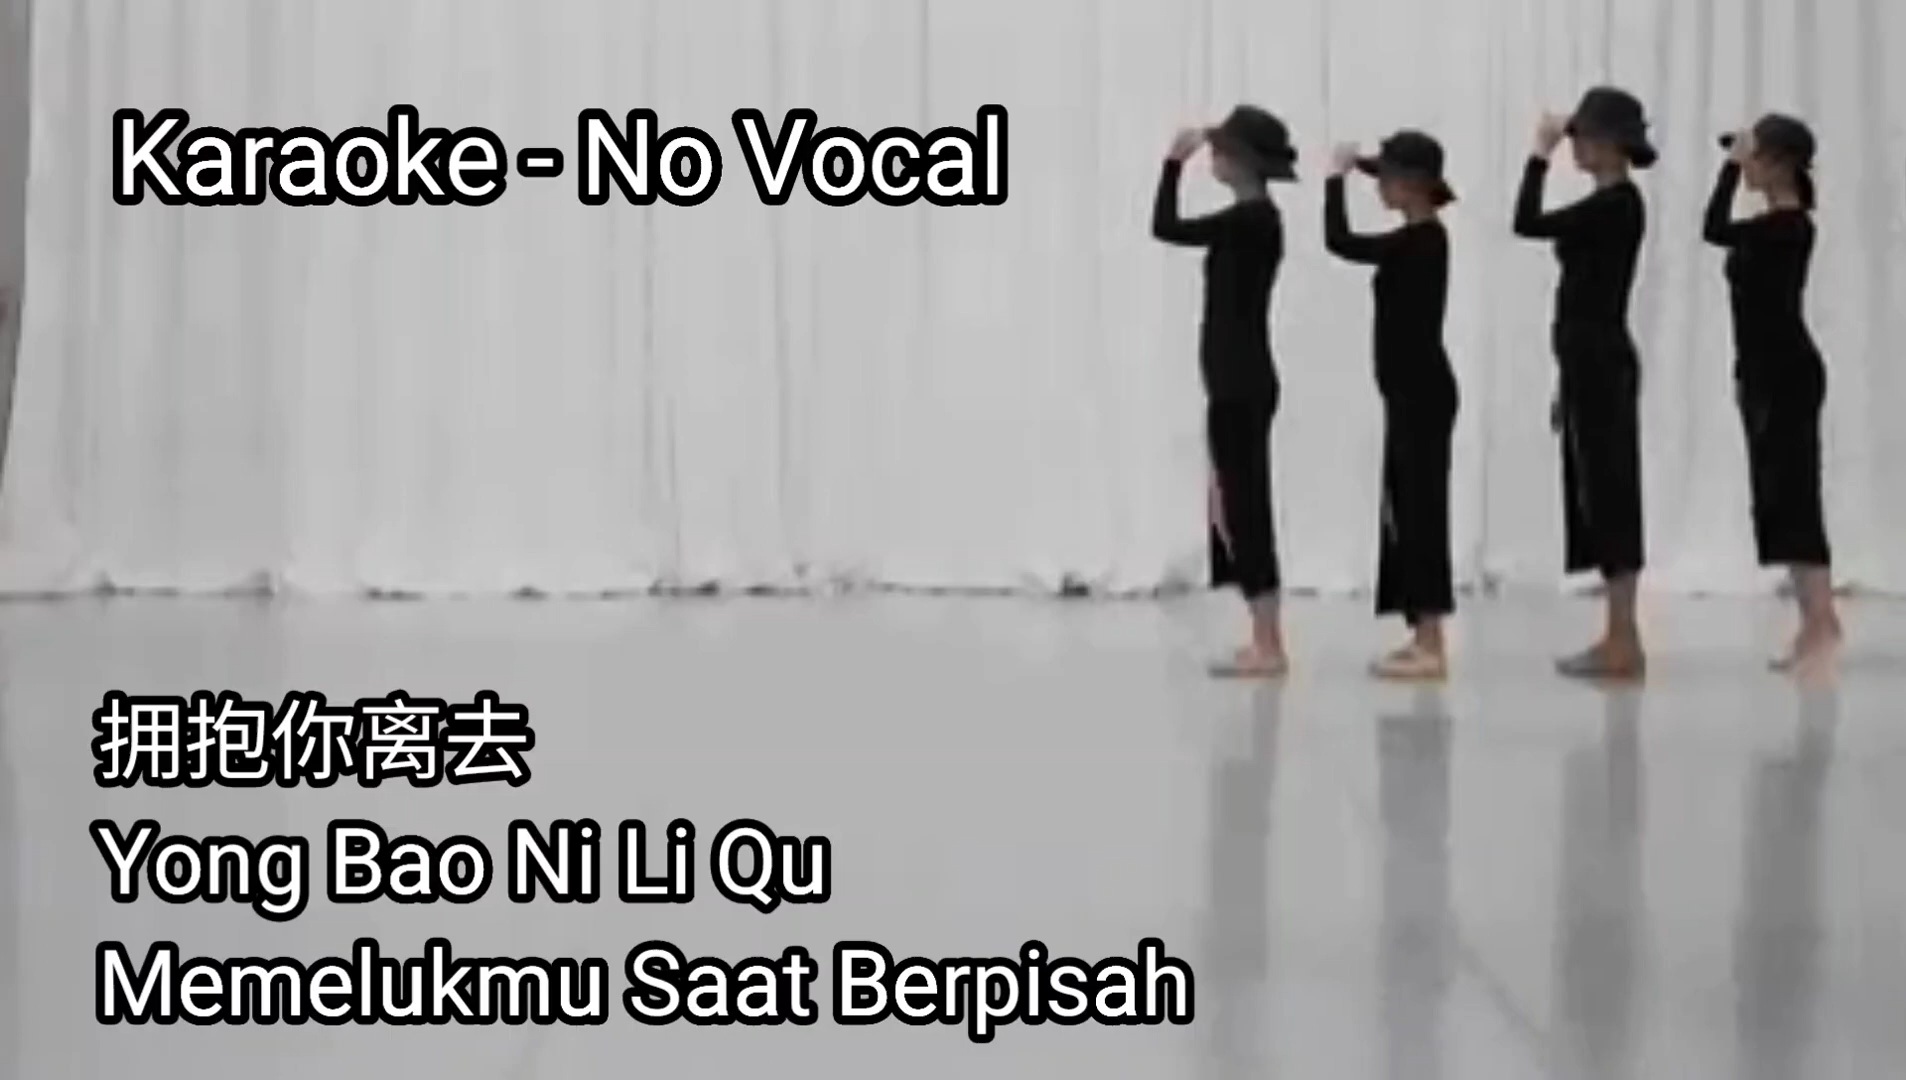 Karaoke - No Vocal
拥抱你离去
Yong Bao Ni Li Qu
Memelukmu Saat Berpisah